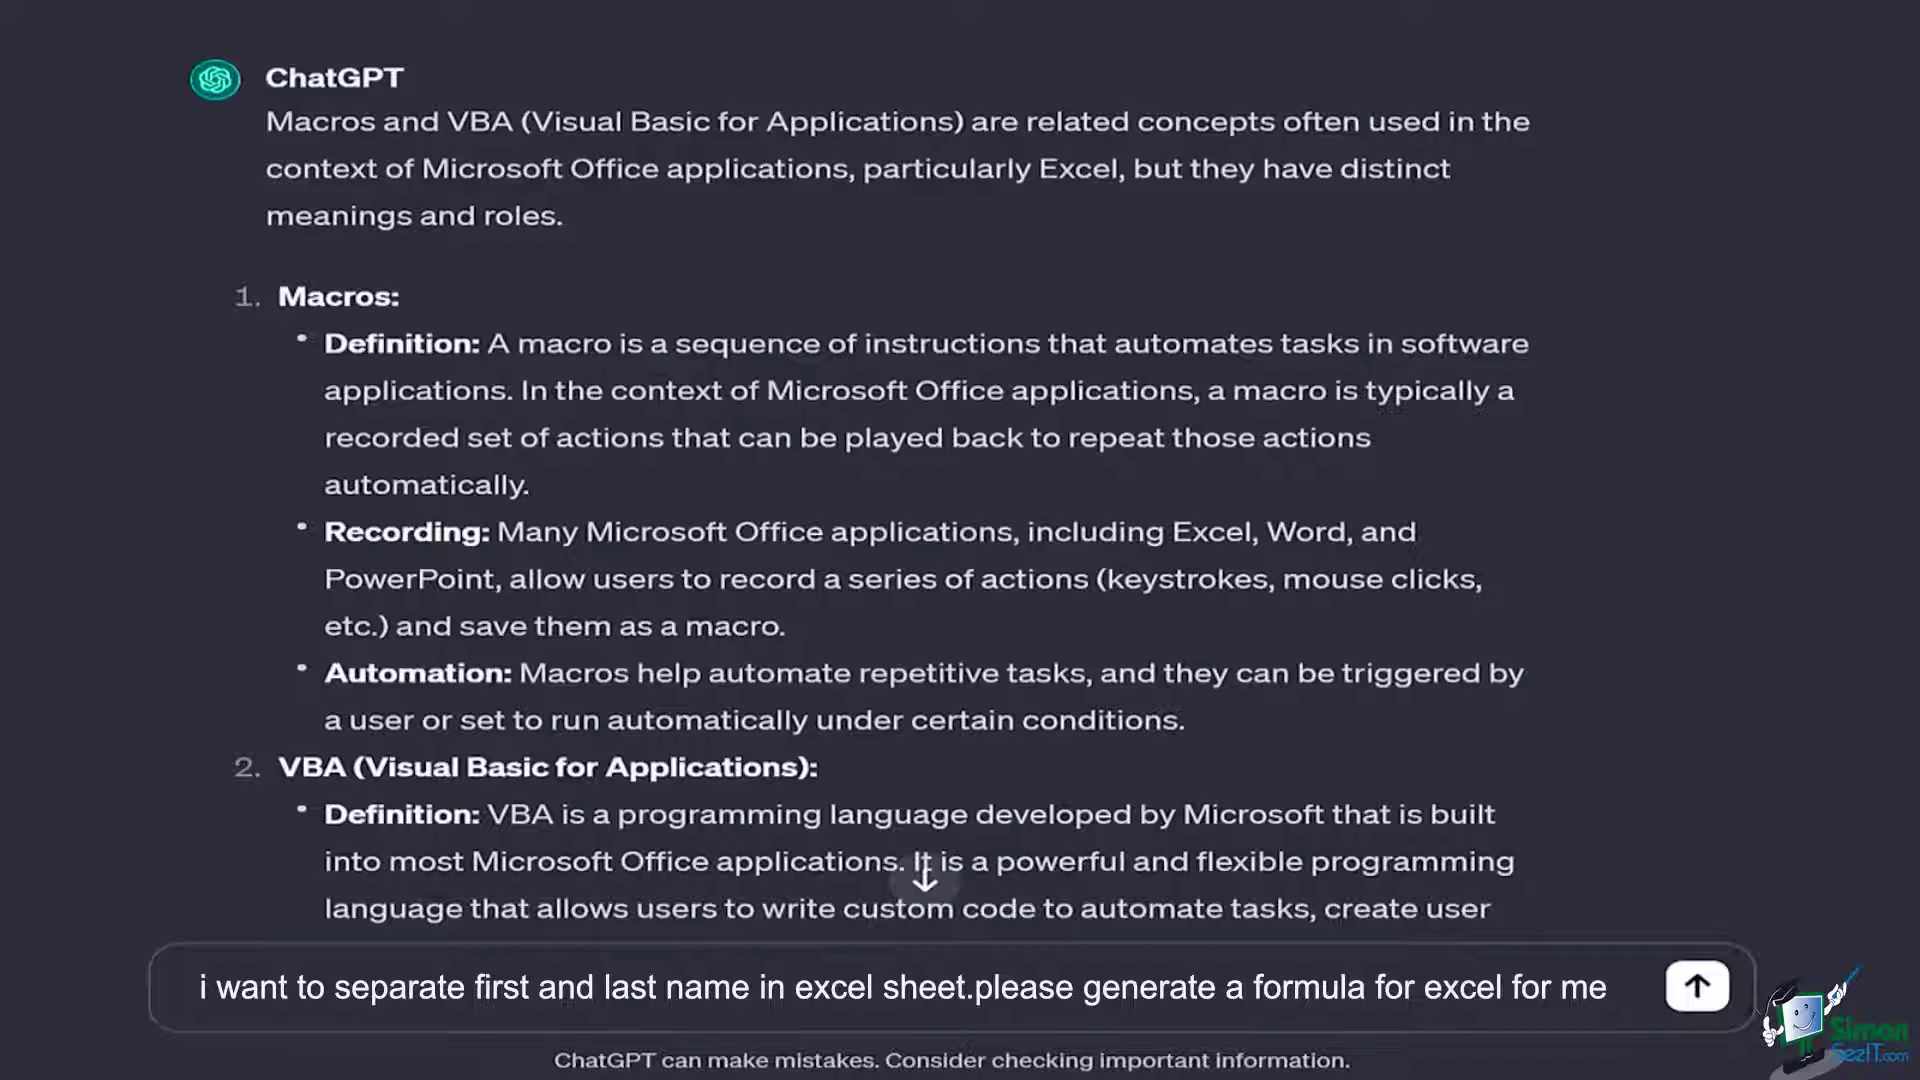 ChatGPT
Macros and VBA (Visual Basic for Applications) are related concepts often used in the
context of Microsoft Office applications, particularly Excel, but they have distinct
meanings and roles.
1. Macros:
• Definition: A macro is a sequence of instructions that automates tasks in software
applications. In the context of Microsoft Office applications, a macro is typically a
recorded set of actions that can be played back to repeat those actions
automatically.
• Recording: Many Microsoft Office applications, including Excel, Word, and
PowerPoint, allow users to record a series of actions (keystrokes, mouse clicks,
etc.) and save them as a macro.
• Automation: Macros help automate repetitive tasks, and they can be triggered by
a user or set to run automatically under certain conditions.
2. VBA (Visual Basic for Applications):
• Definition: VBA is a programming language developed by Microsoft that is built
into most Microsoft Office applications. It is a powerful and flexible programming
language that allows users to write custom code to automate tasks, create user
i want to separate first and last name in excel sheet.please generate a formula for excel for me
ChatGPT can make mistakes. Consider checking important information.
Simon
SezIT.com